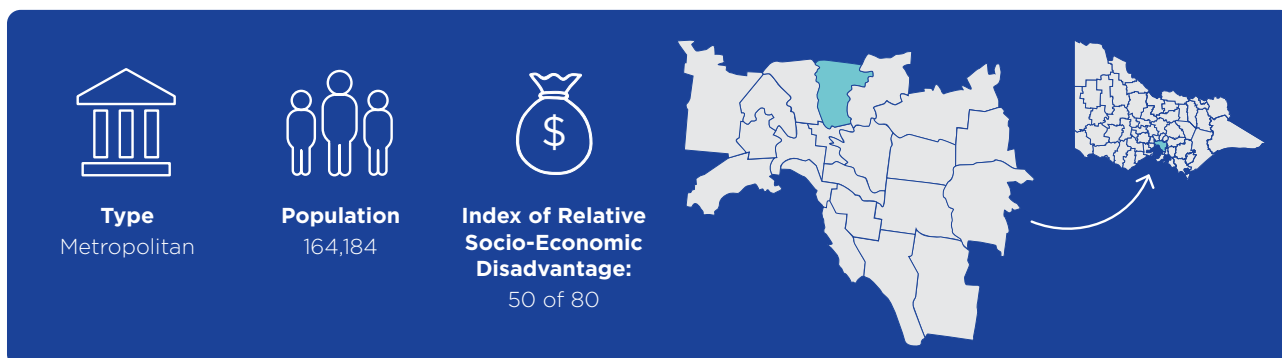 Type
Metropolitan
Population
164,184
$
Index of Relative
Socio-Economic
Disadvantage:
50 of 80